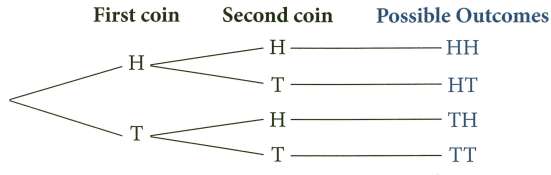 First coin Second coin Possible Outcomes
H HH
H
T HT
H TH
T
T TT